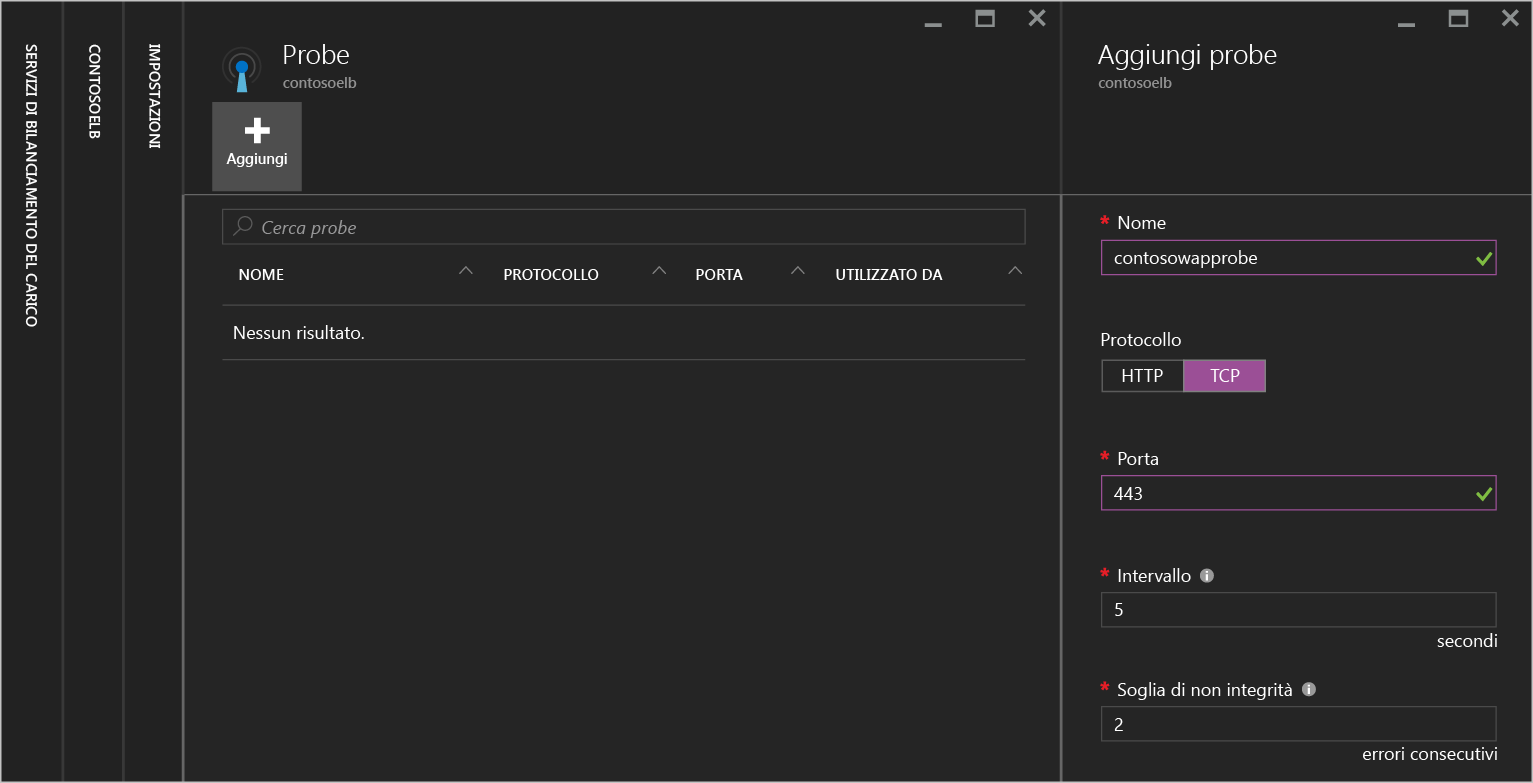 SERVIZI DI BILANCIAMENTO DEL CARICO
CONTOSOELB
IMPOSTAZIONI
Probe
contosoelb
Aggiungi
Cerca probe
NOME PROTOCOLLO PORTA UTILIZZATO DA
Nessun risultato.
Aggiungi probe
contosoelb
* Nome
contosowapprobe
Protocollo
HTTP TCP
* Porta
443
* Intervallo
5
secondi
* Soglia di non integrità
2
errori consecutivi